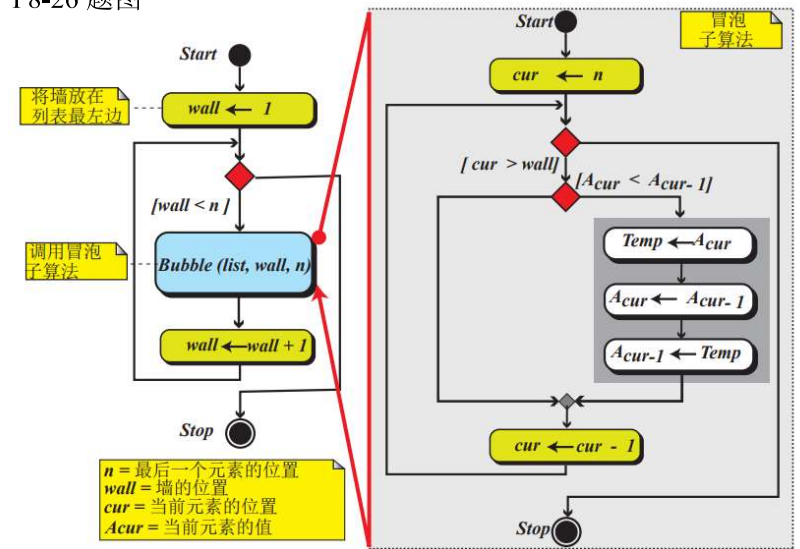 P8-26 题图
Start
将墙放在
列表最左边
wall ← 1
[wall < n ]
调用冒泡
子算法
Bubble (list, wall, n)
wall ← wall + 1
Stop
n = 最后一个元素的位置
wall = 墙的位置
cur = 当前元素的位置
Acur = 当前元素的值
冒泡
子算法
Start
cur ← n
[ cur > wall]
[Acur < Acur- 1]
Temp ← Acur
Acur ← Acur- 1
Acur-1 ← Temp
cur ← cur - 1
Stop